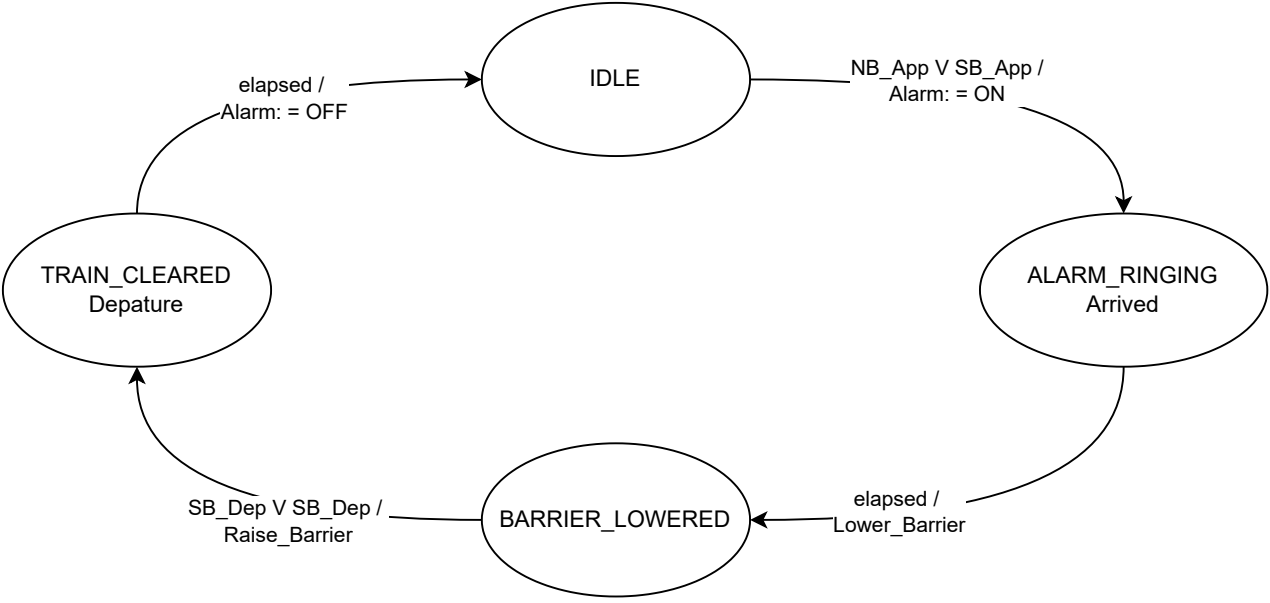 IDLE
NB_App V SB_App /
Alarm: = ON
elapsed /
Alarm: = OFF
TRAIN_CLEARED
Depature
ALARM_RINGING
Arrived
SB_Dep V SB_Dep /
Raise_Barrier
BARRIER_LOWERED
elapsed /
Lower_Barrier